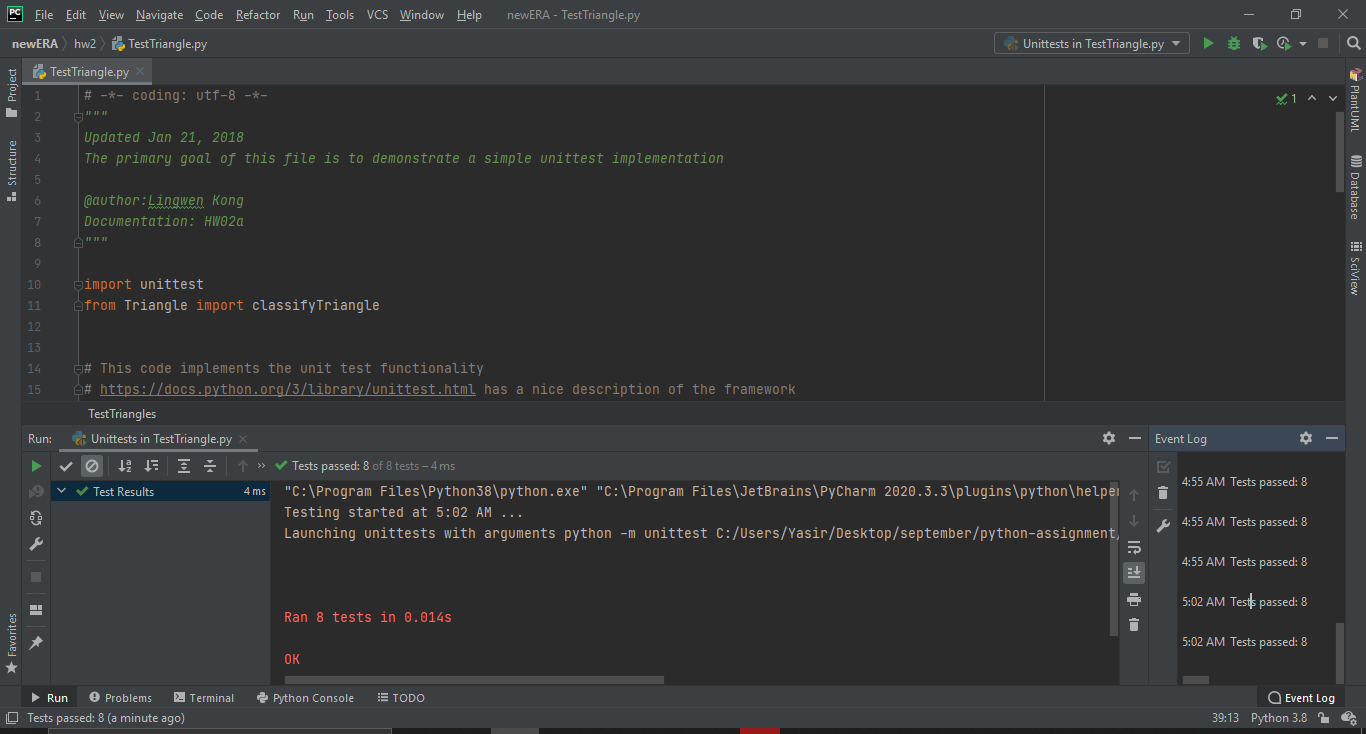 PC File Edit View Navigate Code Refactor Run Tools VCS Window Help newERA - TestTriangle.py
newERA hw2 TestTriangle.py Unittests in TestTriangle.py
Project
Structure
Favorites
TestTriangle.py
1 # -*- coding: utf-8 -*-
2 """
3 Updated Jan 21, 2018
4 The primary goal of this file is to demonstrate a simple unittest implementation
5
6 @author:Lingwen Kong
7 Documentation: HW02a
8 """
9
10 import unittest
11 from Triangle import classifyTriangle
12
13
14 # This code implements the unit test functionality
15 # https://docs.python.org/3/library/unittest.html has a nice description of the framework
1
PlantUML
Database
SciView
TestTriangles
Run: Unittests in TestTriangle.py
Tests passed: 8 of 8 tests – 4 ms
Test Results 4 ms
"C:\Program Files\Python38\python.exe" "C:\Program Files\JetBrains\PyCharm 2020.3.3\plugins\python\helper
Testing started at 5:02 AM ...
Launching unittests with arguments python -m unittest C:/Users/Yasir/Desktop/september/python-assignment/
Ran 8 tests in 0.014s
OK
Event Log
4:55 AM Tests passed: 8
4:55 AM Tests passed: 8
4:55 AM Tests passed: 8
5:02 AM Tests passed: 8
5:02 AM Tests passed: 8
Run Problems Terminal Python Console TODO Event Log
Tests passed: 8 (a minute ago) 39:13 Python 3.8